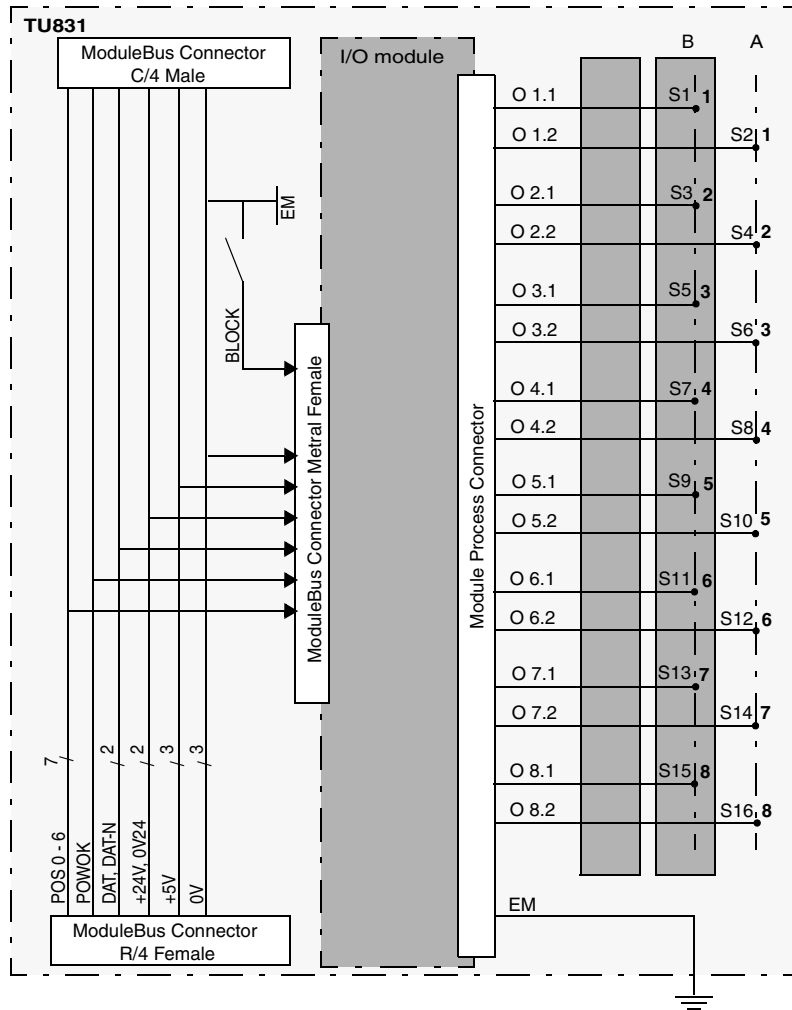 TU831
ModuleBus Connector
C/4 Male
I/O module
B
A
O 1.1
S1
1
O 1.2
S2
1
O 2.1
S3
2
O 2.2
S4
2
O 3.1
S5
3
O 3.2
S6
3
O 4.1
S7
4
O 4.2
S8
4
O 5.1
S9
5
O 5.2
S10
5
O 6.1
S11
6
O 6.2
S12
6
O 7.1
S13
7
O 7.2
S14
7
O 8.1
S15
8
O 8.2
S16
8
EM
EM
BLOCK
ModuleBus Connector Metral Female
Module Process Connector
7
2
2
3
3
POS 0 - 6
POWOK
DAT, DAT-N
+24V, 0V24
+5V
0V
ModuleBus Connector
R/4 Female